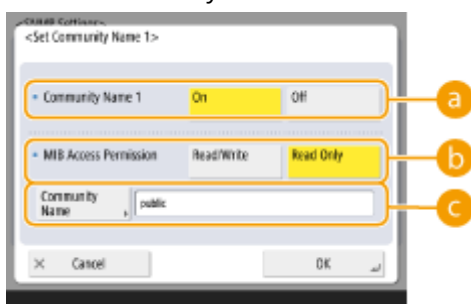 <Set Community Name 1>
Community Name 1 On Off a
MIB Access Permission Read/Write Read Only b
Community Name public c
Cancel OK